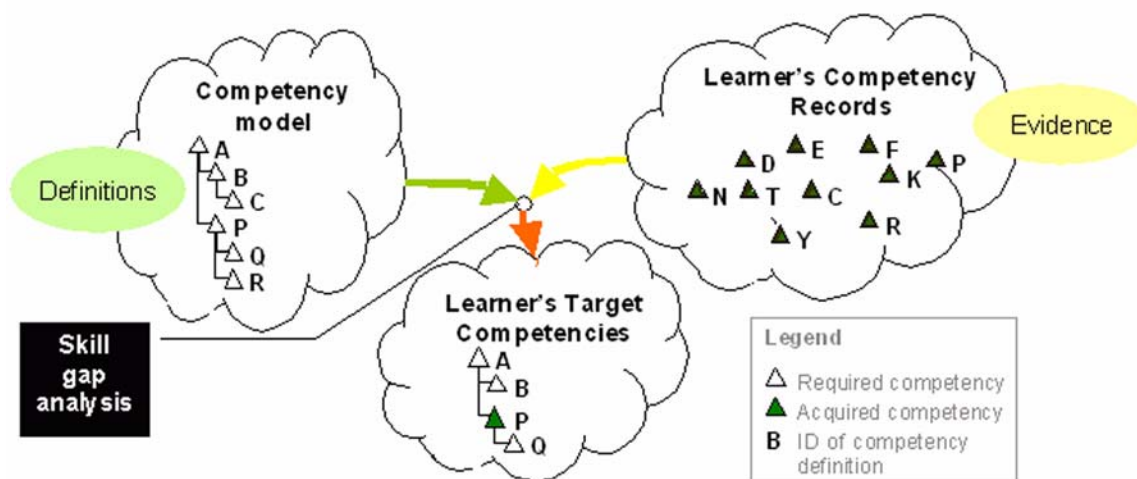 Competency
model
A
B
C
P
Q
R
Definitions
Learner's Competency
Records
D
E
F
P
N
T
C
K
Y
R
Evidence
Skill
gap
analysis
Learner's Target
Competencies
A
B
P
Q
Legend
Required competency
Acquired competency
B ID of competency
definition